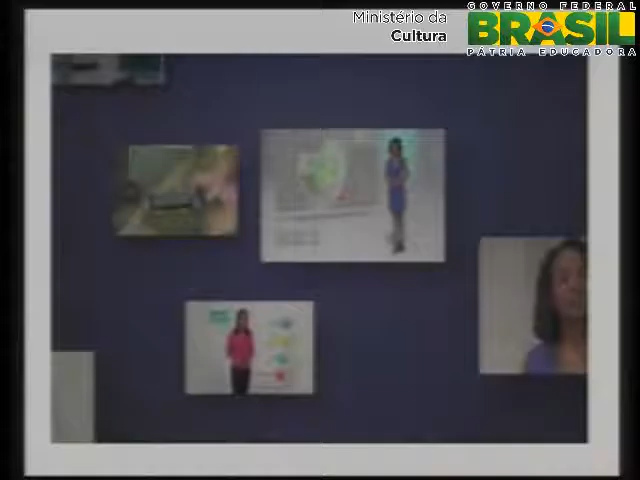 Ministério da
Cultura
GOVERNO FEDERAL
BRASIL
PÁTRIA EDUCADORA